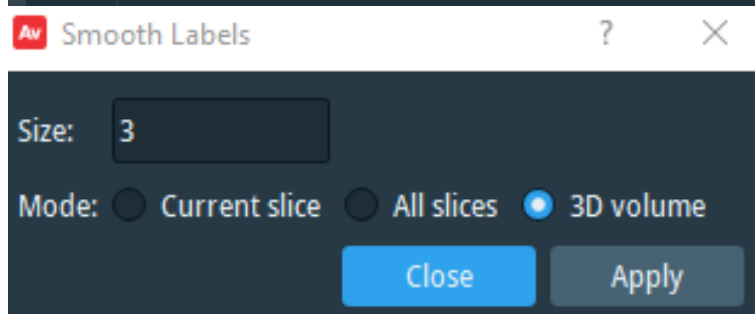 Av Smooth Labels ? ×
Size: 3
Mode: Current slice All slices 3D volume
Close Apply